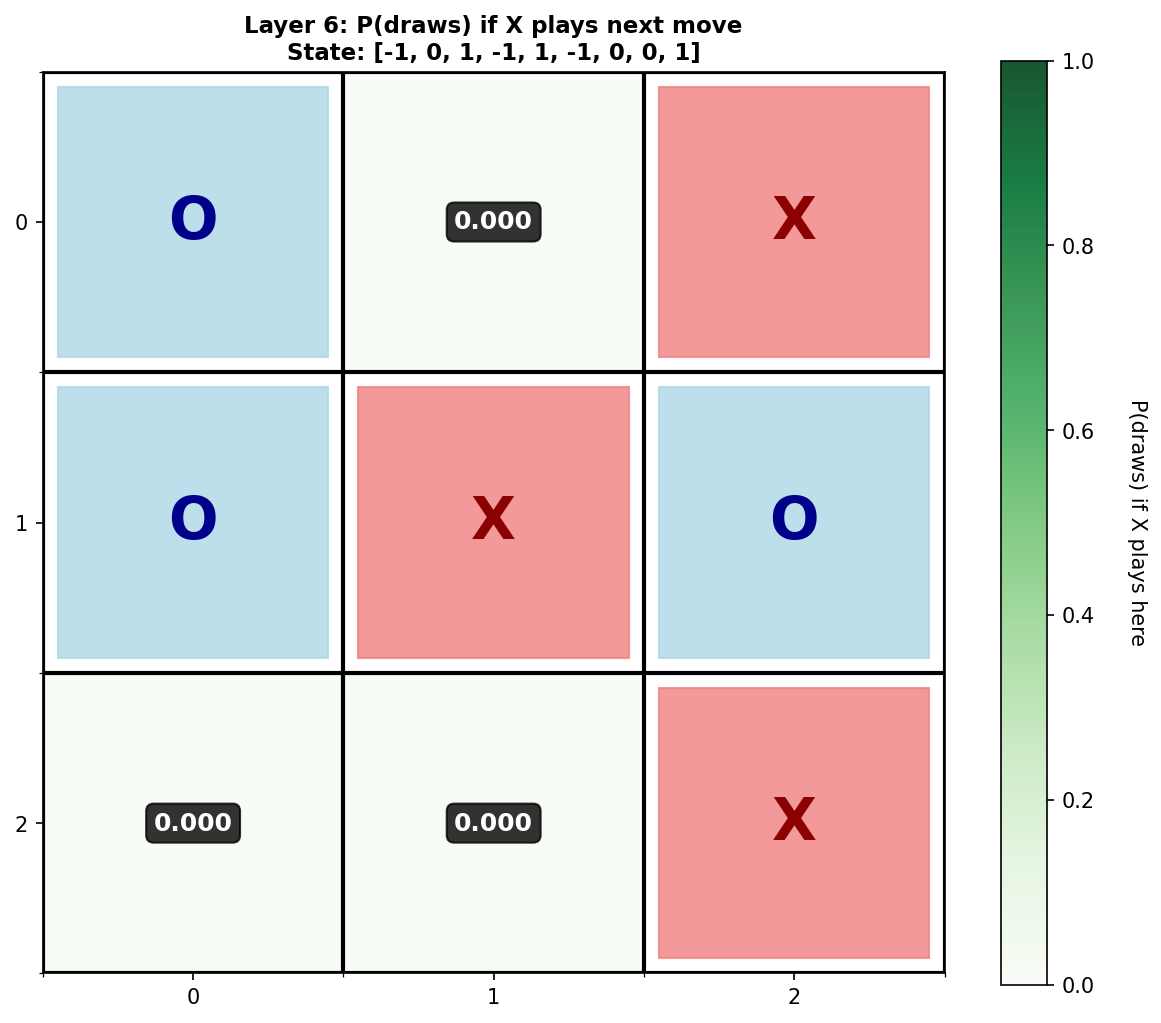 Layer 6: P(draws) if X plays next move
State: [-1, 0, 1, -1, 1, -1, 0, 0, 1]
O
0.000
X
O
X
O
0.000
0.000
X
0
1
2
0
1
2
1.0
0.8
0.6
0.4
0.2
0.0
P(draws) if X plays here